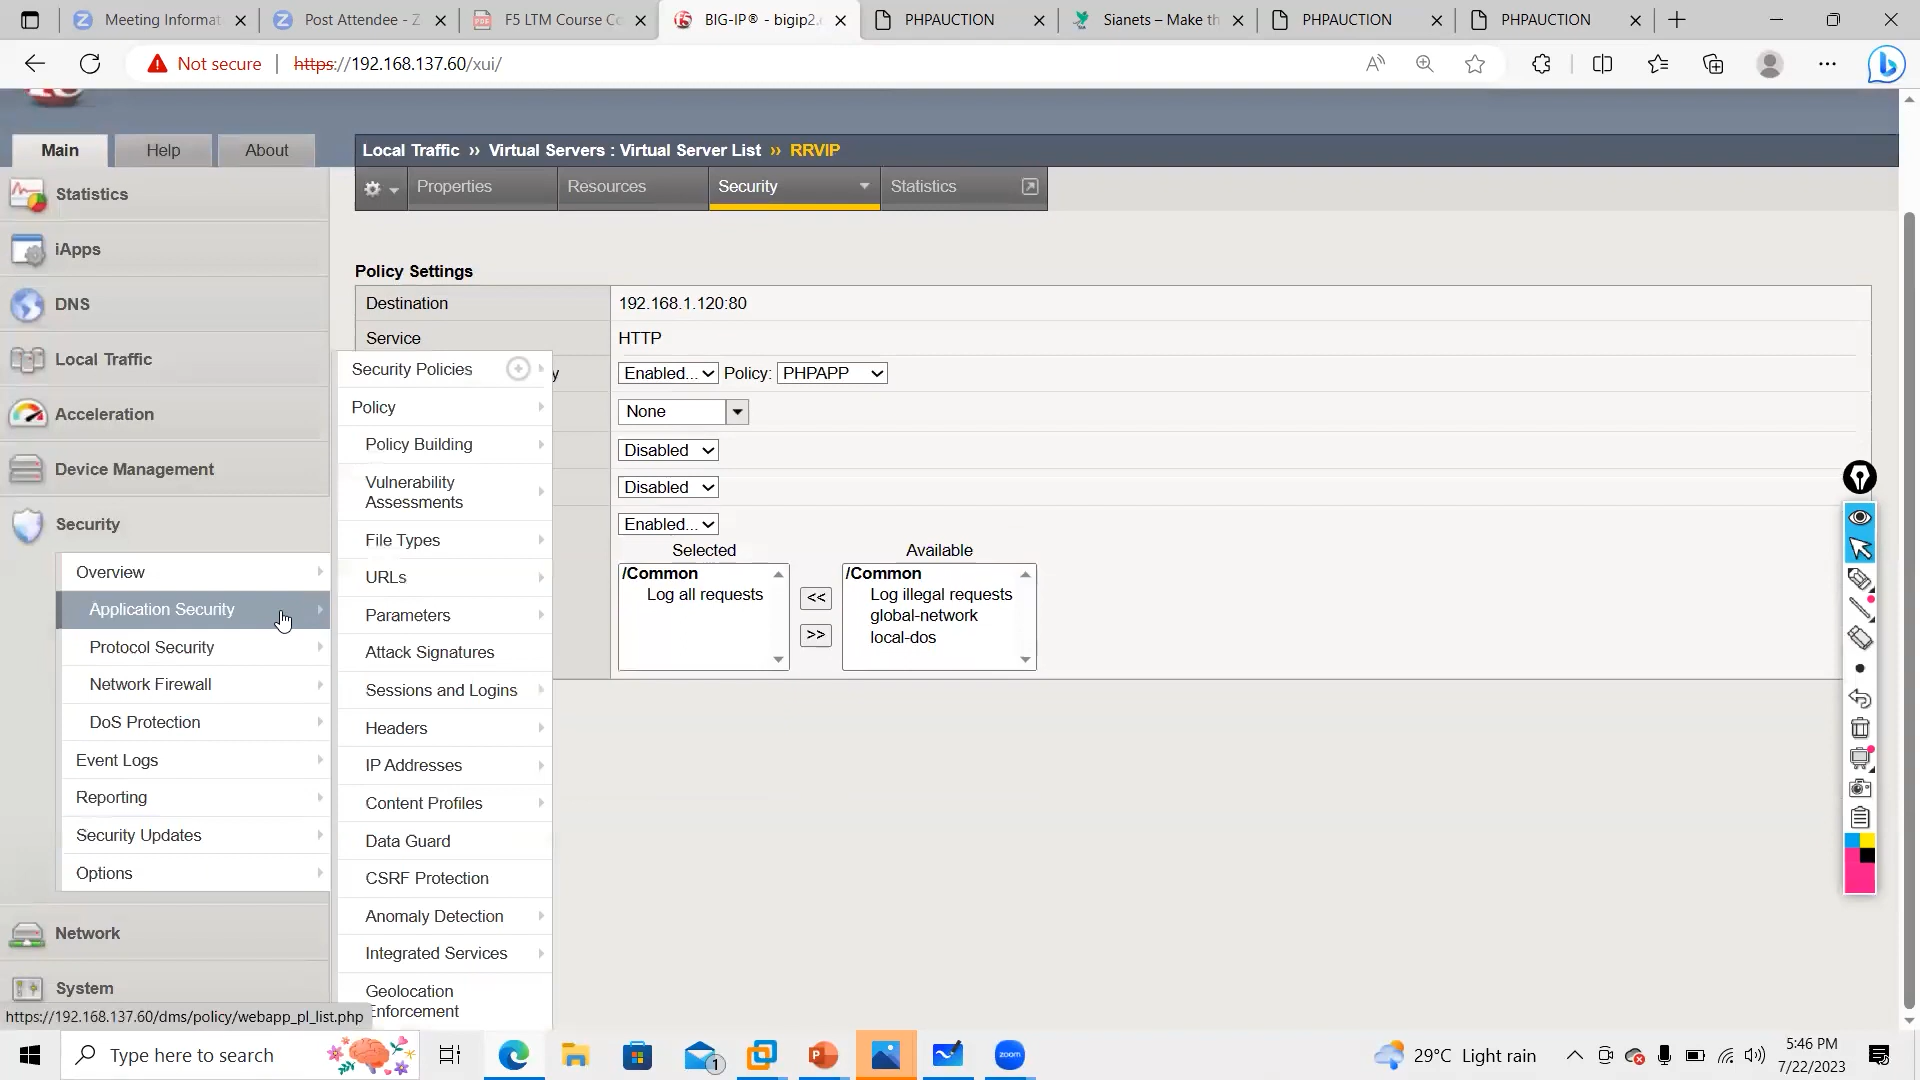 Meeting Informat
Post Attendee - Z
F5 LTM Course Co
BIG-IP® - bigip2.
PHPAUCTION
Sianets – Make th
PHPAUCTION
PHPAUCTION
Not secure
https://192.168.137.60/xui/
Main
Help
About
Local Traffic ›› Virtual Servers : Virtual Server List ›› RRVIP
Properties
Resources
Security
Statistics
Statistics
iApps
DNS
Local Traffic
Acceleration
Device Management
Security
Overview
Application Security
Protocol Security
Network Firewall
DoS Protection
Event Logs
Reporting
Security Updates
Options
Network
System
Security Policies
Policy
Policy Building
Vulnerability
Assessments
File Types
URLs
Parameters
Attack Signatures
Sessions and Logins
Headers
IP Addresses
Content Profiles
Data Guard
CSRF Protection
Anomaly Detection
Integrated Services
Geolocation
Enforcement
Policy Settings
Destination 192.168.1.120:80
Service HTTP
y Enabled... Policy: PHPAPP
None
Disabled
Disabled
Enabled...
Selected Available
/Common /Common
Log all requests Log illegal requests
<< global-network
>> local-dos
https://192.168.137.60/dms/policy/webapp_pl_list.php
Type here to search
1
zoom
29°C Light rain
5:46 PM
7/22/2023